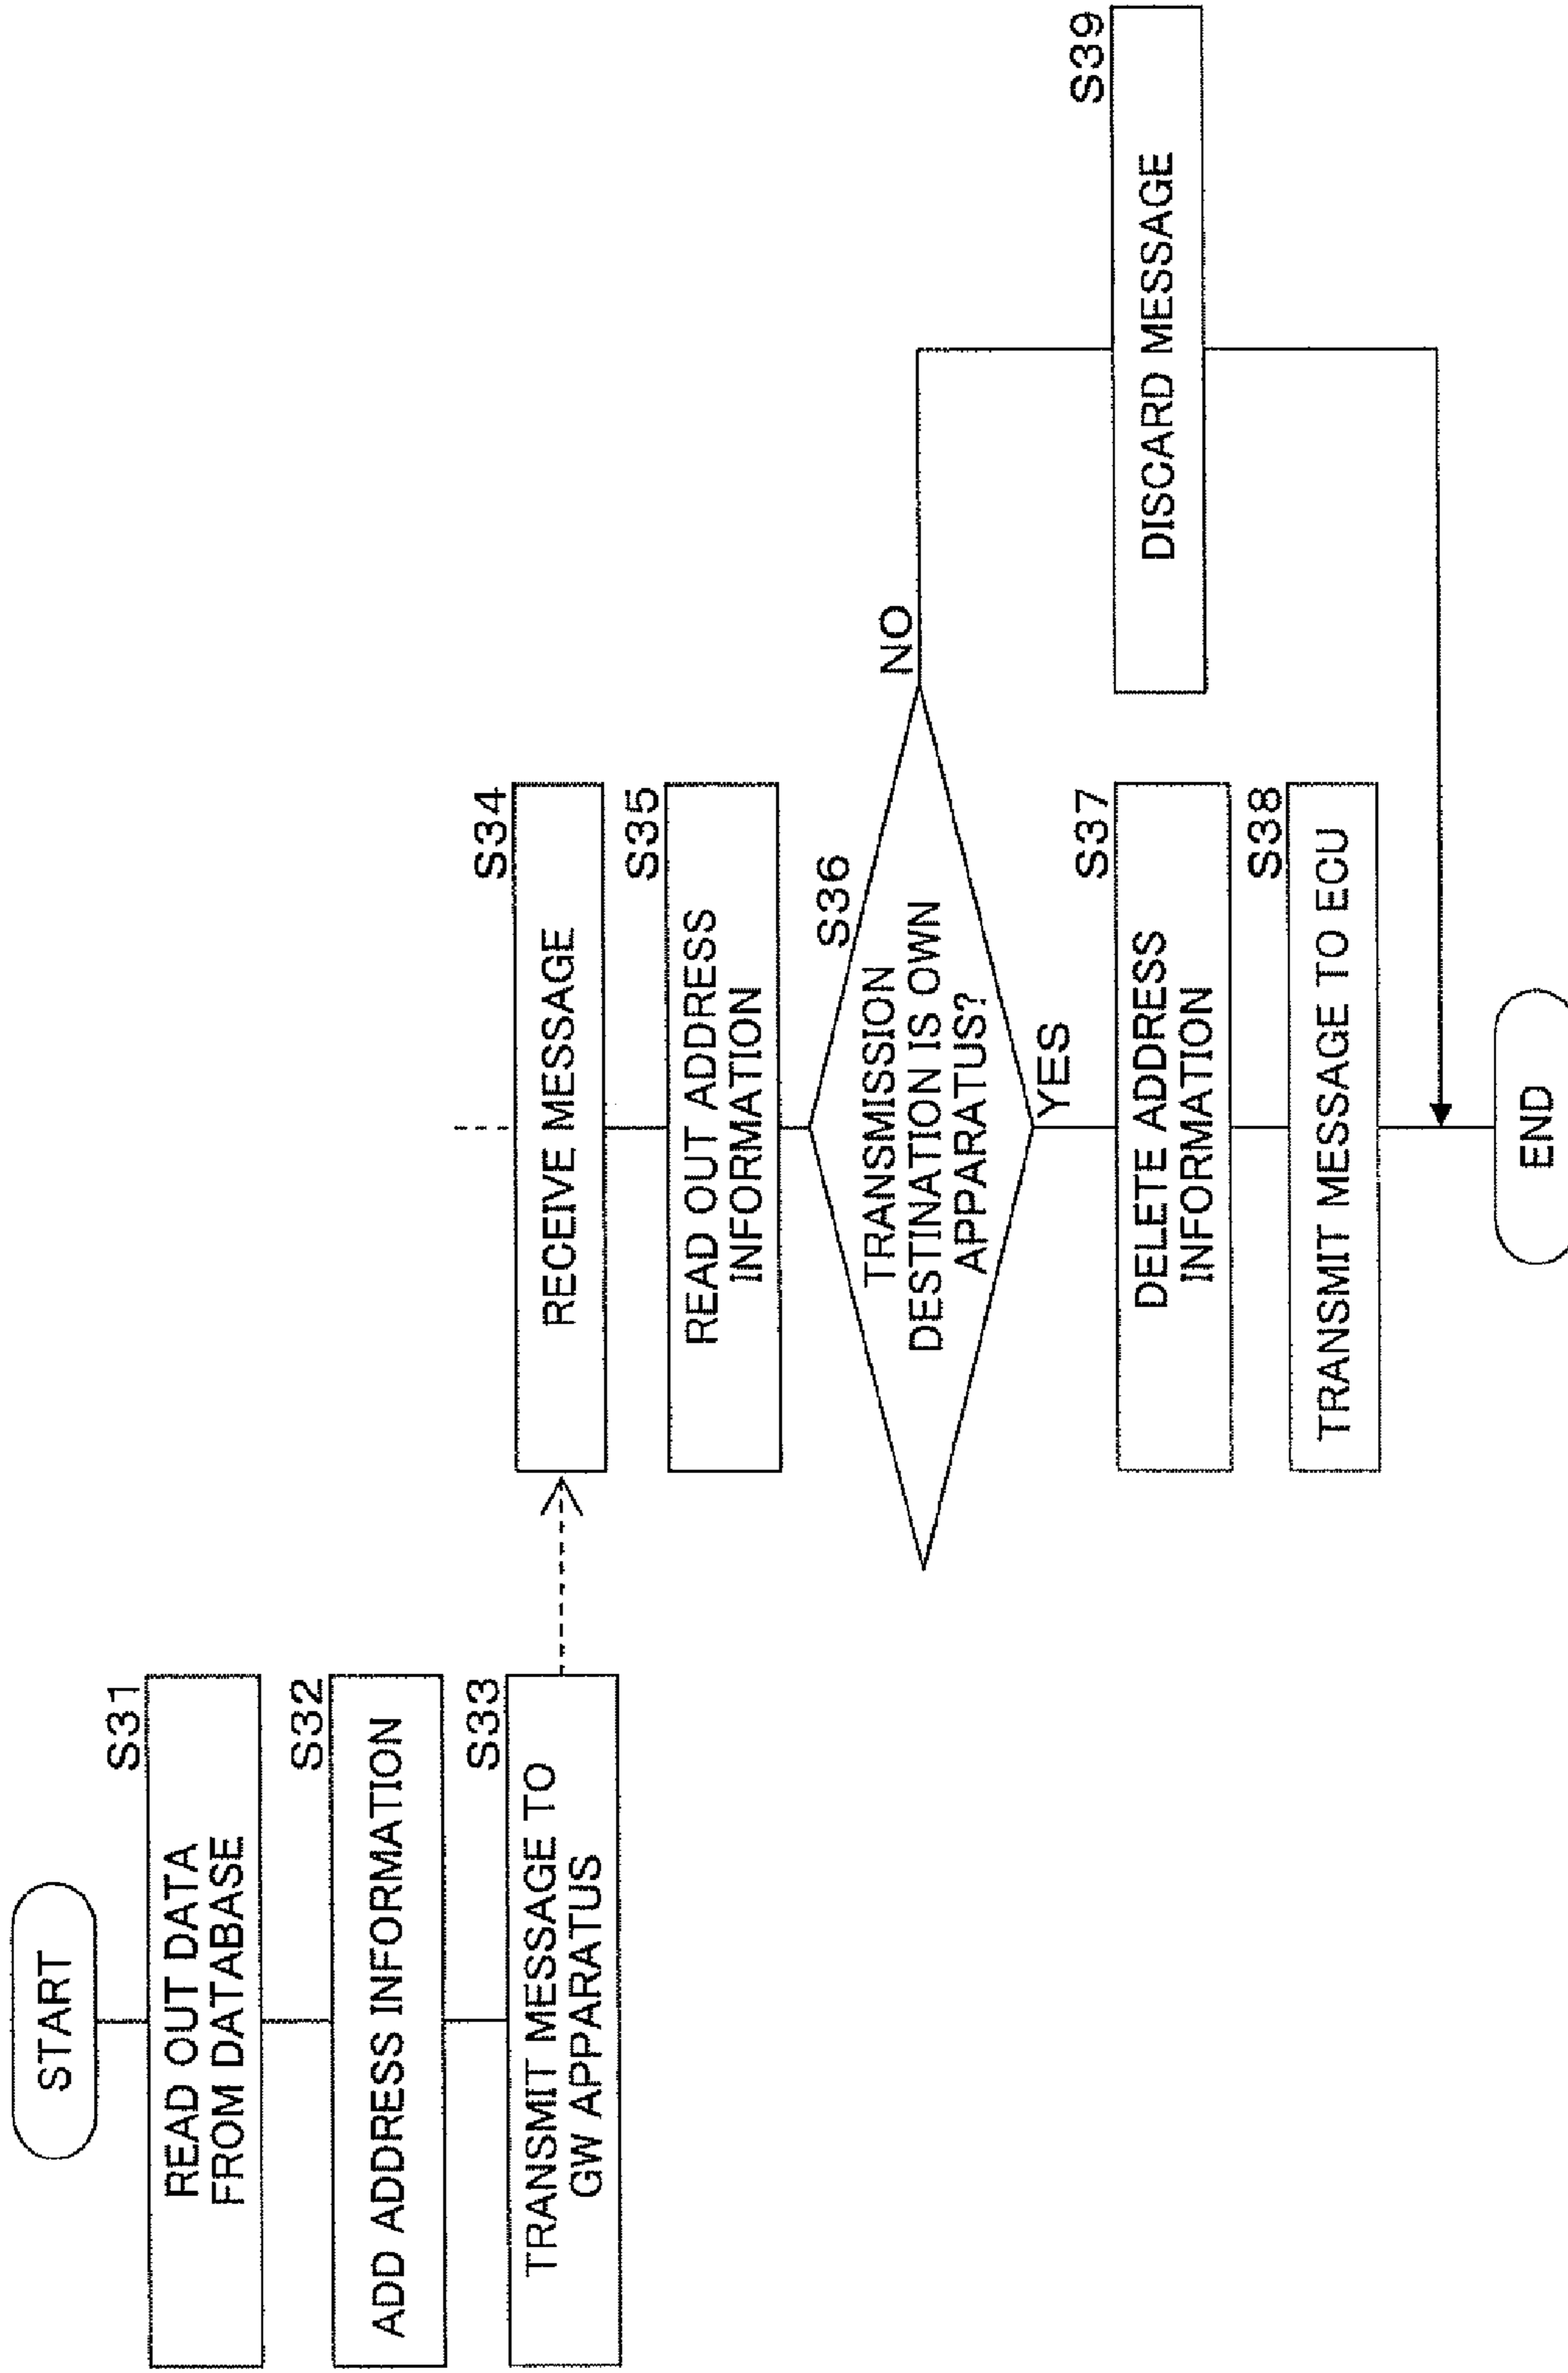 START
S31
READ OUT DATA
FROM DATABASE
S32
ADD ADDRESS INFORMATION
S33
TRANSMIT MESSAGE TO
GW APPARATUS
S34
RECEIVE MESSAGE
S35
READ OUT ADDRESS
INFORMATION
S36
TRANSMISSION
DESTINATION IS OWN
APPARATUS?
NO
YES
S37
DELETE ADDRESS
INFORMATION
S38
TRANSMIT MESSAGE TO ECU
S39
DISCARD MESSAGE
END